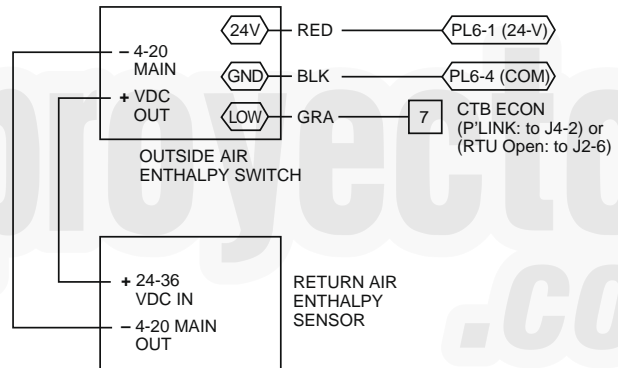 24V RED PL6-1 (24-V)
– 4-20
MAIN
GND BLK PL6-4 (COM)
+ VDC
OUT
LOW GRA 7 CTB ECON
(P'LINK: to J4-2) or
(RTU Open: to J2-6)
OUTSIDE AIR
ENTHALPY SWITCH
+ 24-36
VDC IN
– 4-20 MAIN
OUT
RETURN AIR
ENTHALPY
SENSOR
proyecto
.co